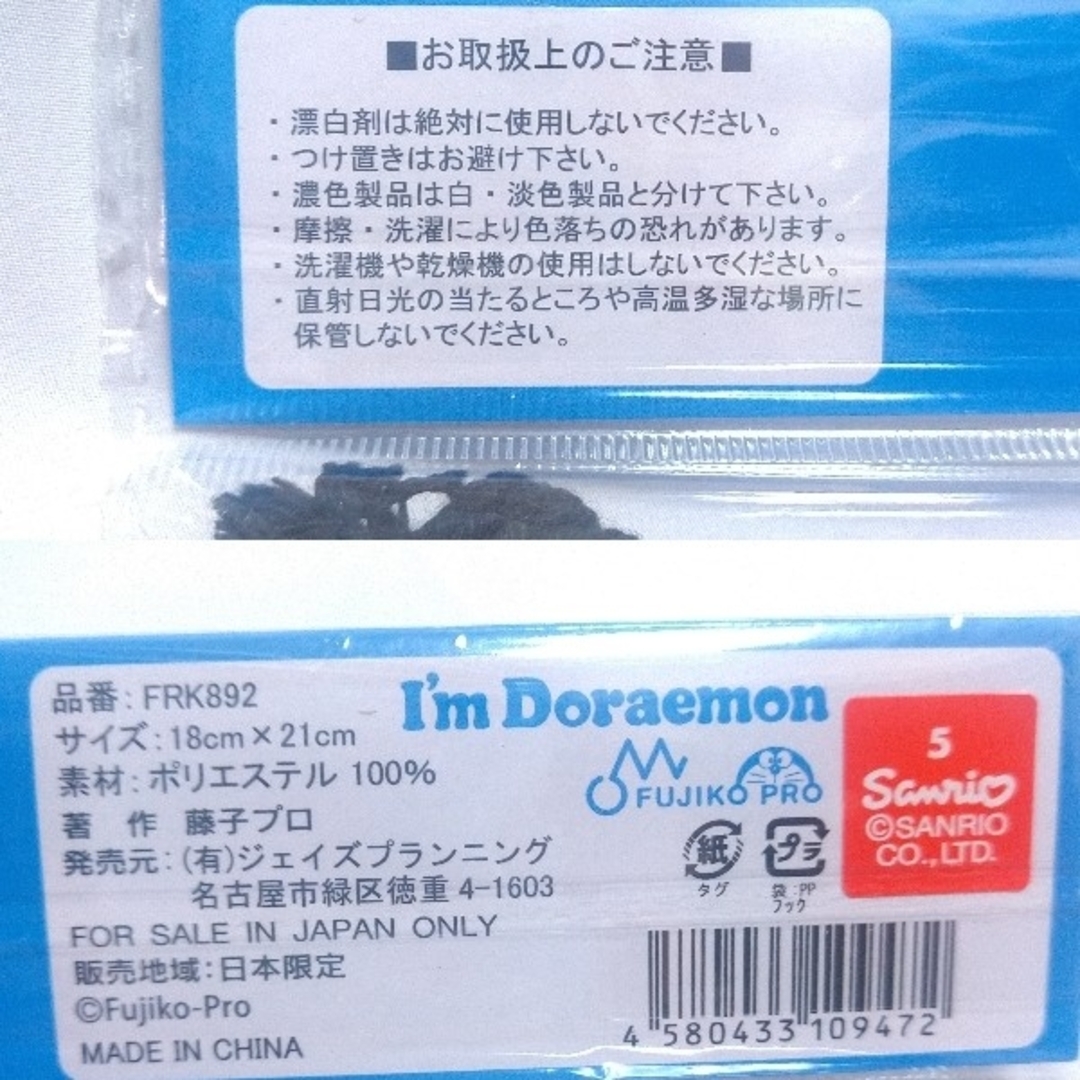 ■お取扱上のご注意■
・漂白剤は絶対に使用しないでください。
・つけ置きはお避け下さい。
・濃色製品は白・淡色製品と分けて下さい。
・摩擦・洗濯により色落ちの恐れがあります。
・洗濯機や乾燥機の使用はしないでください。
・直射日光の当たるところや高温多湿な場所に
保管しないでください。
品番:FRK892
サイズ:18cm×21cm
素材:ポリエステル 100%
著 作 藤子プロ
発売元:(有)ジェイズプランニング
名古屋市緑区徳重 4-1603
FOR SALE IN JAPAN ONLY
販売地域:日本限定
©Fujiko-Pro
MADE IN CHINA
I'm Doraemon
FUJIKO PRO
紙
タグ
プラ
袋:PP
フック
5
Sanrio
©SANRIO
CO.,LTD.
4 580433 109472